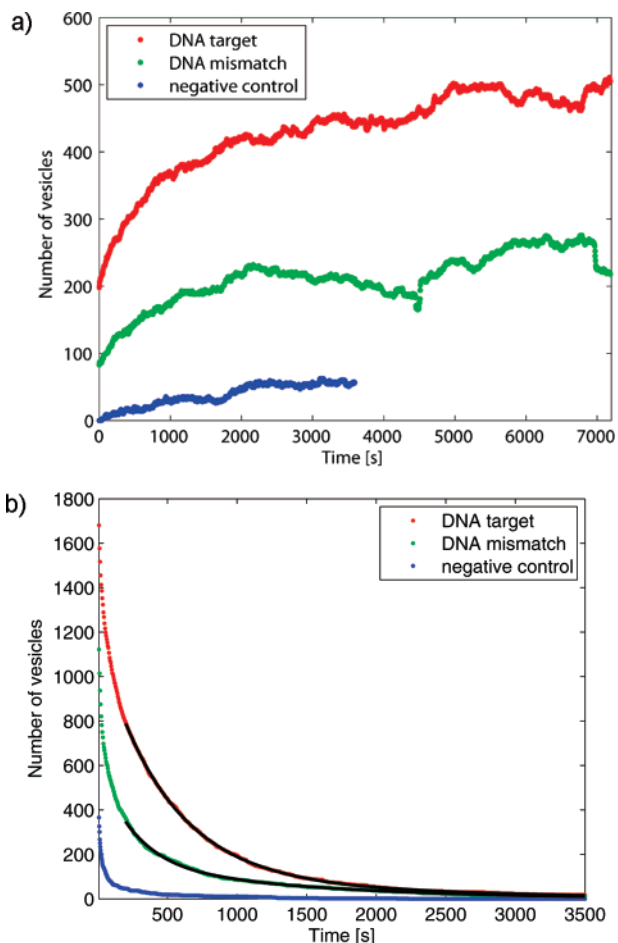 a)
DNA target
DNA mismatch
negative control
600
500
400
300
200
100
0
Number of vesicles
0 1000 2000 3000 4000 5000 6000 7000
Time [s]
b)
DNA target
DNA mismatch
negative control
1800
1600
1400
1200
1000
800
600
400
200
0
Number of vesicles
500 1000 1500 2000 2500 3000 3500
Time [s]